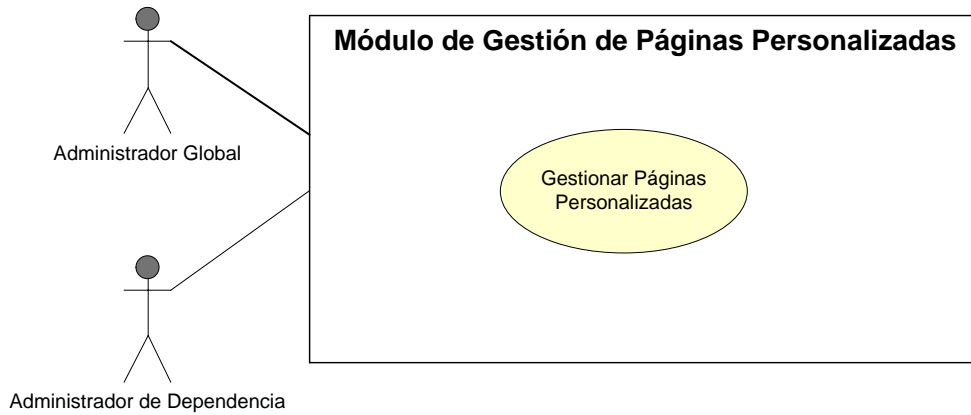 Módulo de Gestión de Páginas Personalizadas
Administrador Global
Gestionar Páginas
Personalizadas
Administrador de Dependencia